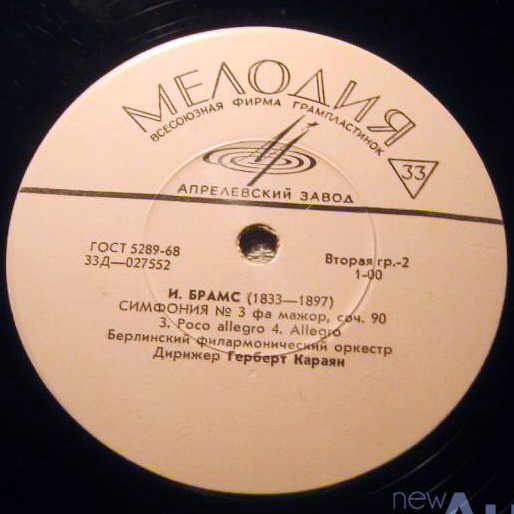 МЕЛОДИЯ
ВСЕСОЮЗНАЯ ФИРМА ГРАМПЛАСТИНОК
33
АПРЕЛЕВСКИЙ ЗАВОД
ГОСТ 5289-68
33Д—027552
Вторая гр.-2
1-00
И. БРАМС (1833—1897)
СИМФОНИЯ № 3 фа мажор, соч. 90
3. Poco allegro 4. Allegro
Берлинский филармонический оркестр
Дирижер Герберт Караян
new